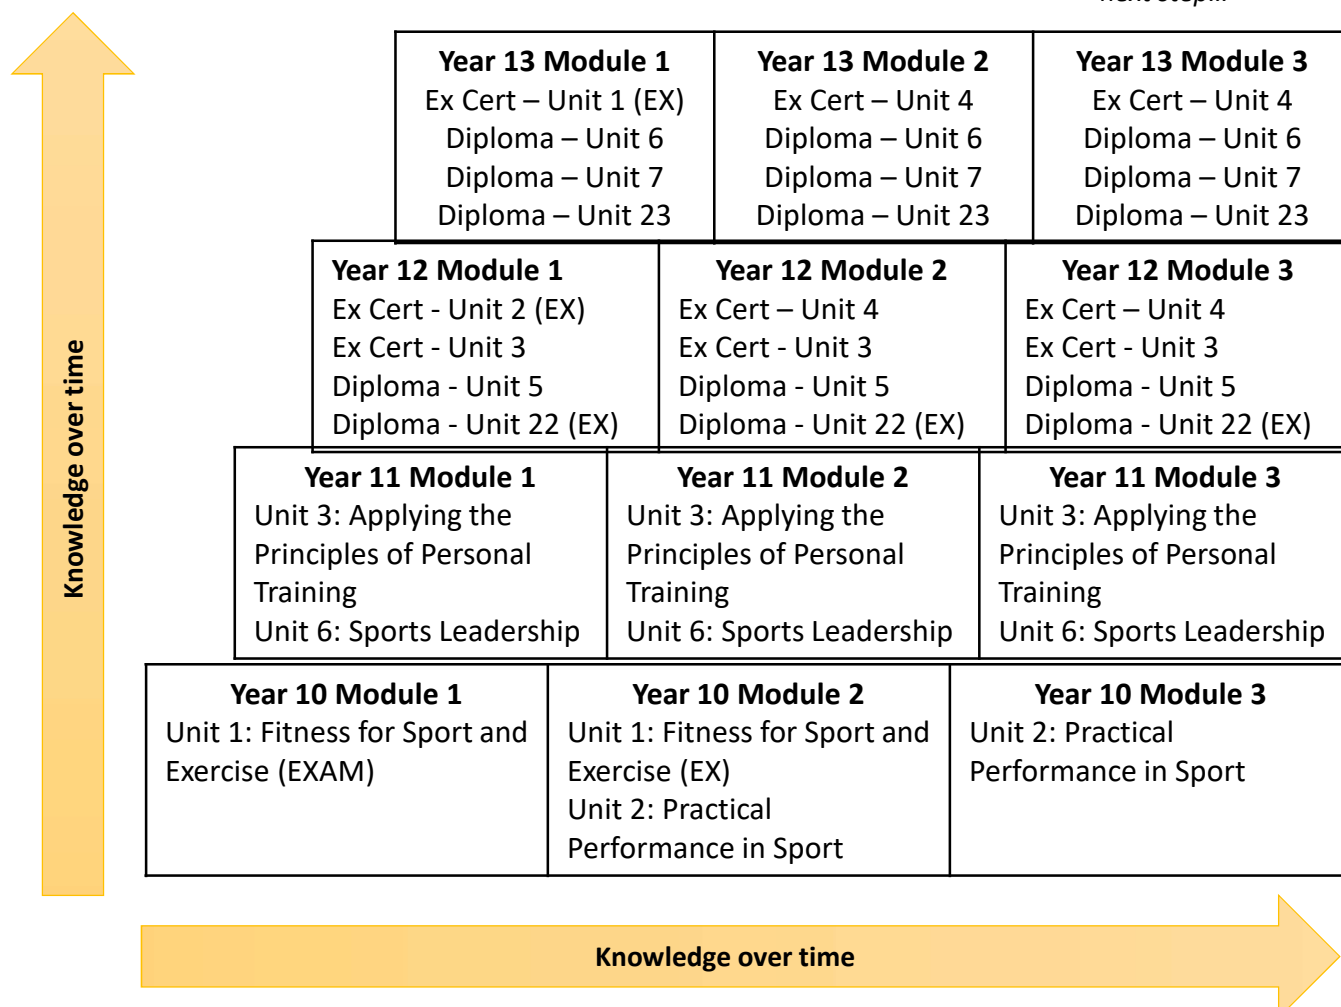 next step...
Year 13 Module 1
Ex Cert – Unit 1 (EX)
Diploma – Unit 6
Diploma – Unit 7
Diploma – Unit 23
Year 13 Module 2
Ex Cert – Unit 4
Diploma – Unit 6
Diploma – Unit 7
Diploma – Unit 23
Year 13 Module 3
Ex Cert – Unit 4
Diploma – Unit 6
Diploma – Unit 7
Diploma – Unit 23
Year 12 Module 1
Ex Cert - Unit 2 (EX)
Ex Cert - Unit 3
Diploma - Unit 5
Diploma - Unit 22 (EX)
Year 12 Module 2
Ex Cert – Unit 4
Ex Cert - Unit 3
Diploma - Unit 5
Diploma - Unit 22 (EX)
Year 12 Module 3
Ex Cert – Unit 4
Ex Cert - Unit 3
Diploma - Unit 5
Diploma - Unit 22 (EX)
Knowledge over time
Year 11 Module 1
Unit 3: Applying the
Principles of Personal
Training
Unit 6: Sports Leadership
Year 11 Module 2
Unit 3: Applying the
Principles of Personal
Training
Unit 6: Sports Leadership
Year 11 Module 3
Unit 3: Applying the
Principles of Personal
Training
Unit 6: Sports Leadership
Year 10 Module 1
Unit 1: Fitness for Sport and
Exercise (EXAM)
Year 10 Module 2
Unit 1: Fitness for Sport and
Exercise (EX)
Unit 2: Practical
Performance in Sport
Year 10 Module 3
Unit 2: Practical
Performance in Sport
Knowledge over time